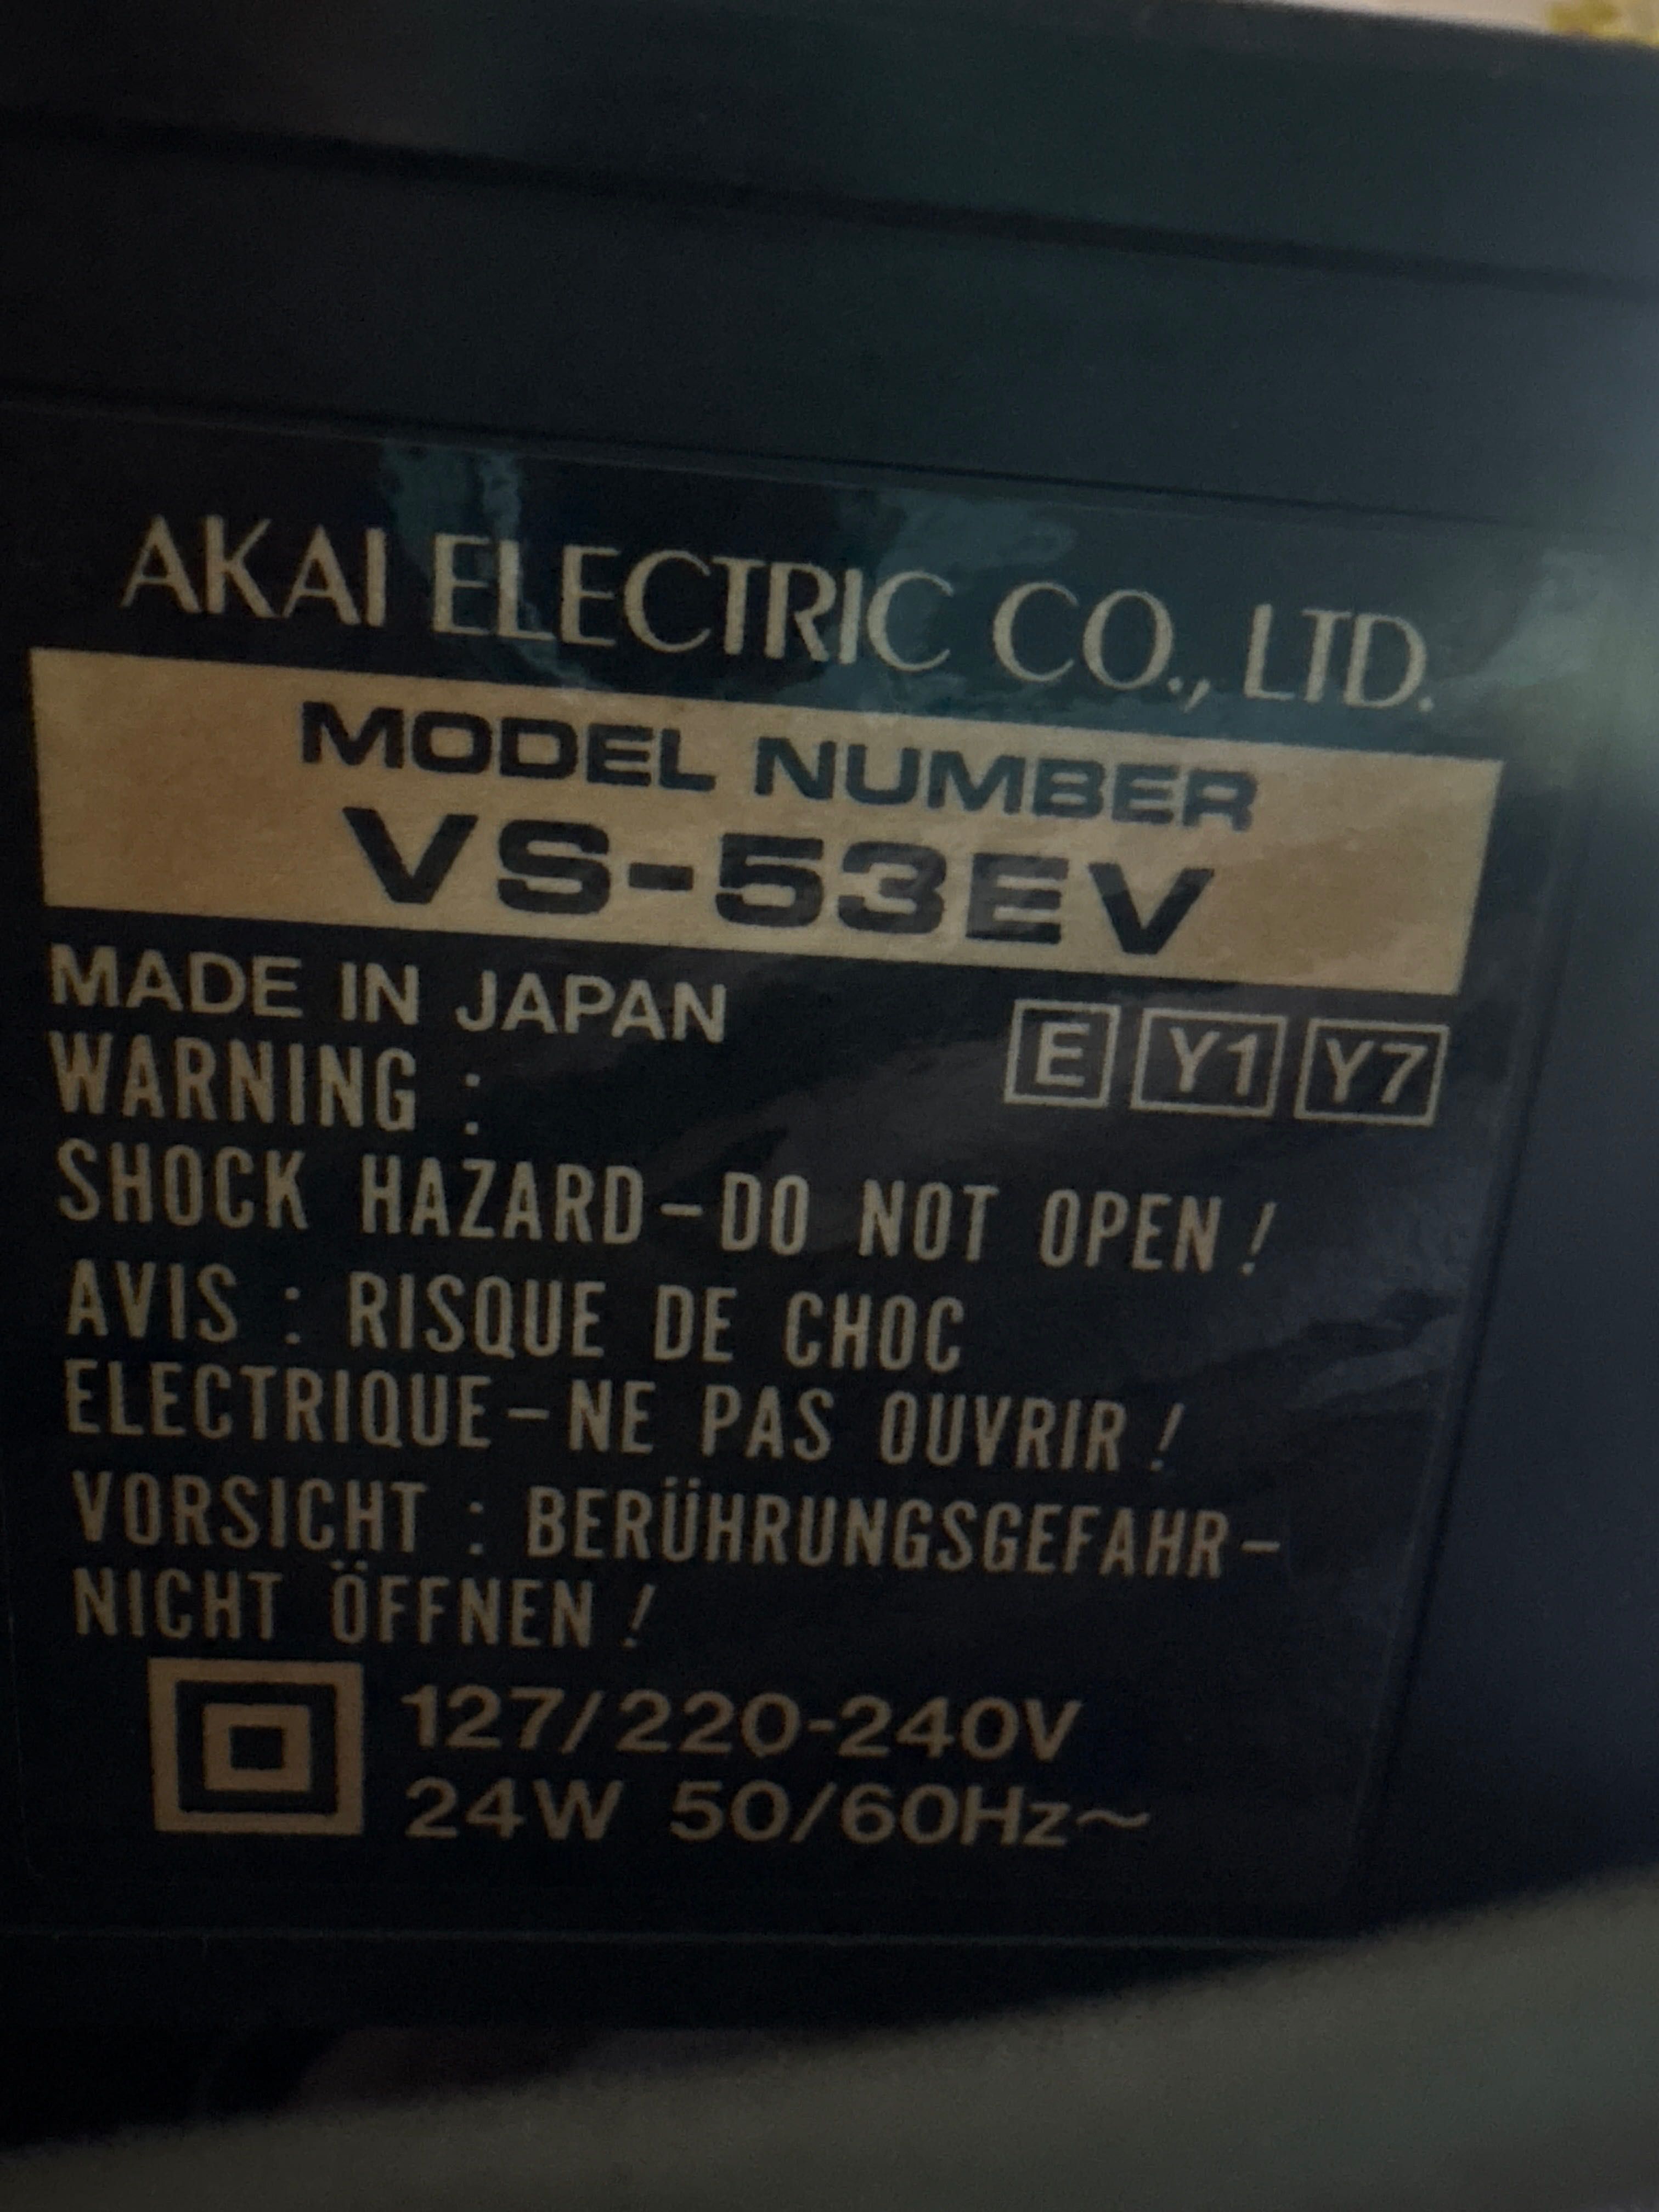 AKAI ELECTRIC CO., LTD.
MODEL NUMBER
VS-53EV
MADE IN JAPAN
E Y1 Y7
WARNING :
SHOCK HAZARD-DO NOT OPEN!
AVIS : RISQUE DE CHOC
ELECTRIQUE-NE PAS OUVRIR!
VORSICHT : BERÜHRUNGSGEFAHR-
NICHT ÖFFNEN!
127/220-240V
24W 50/60Hz~